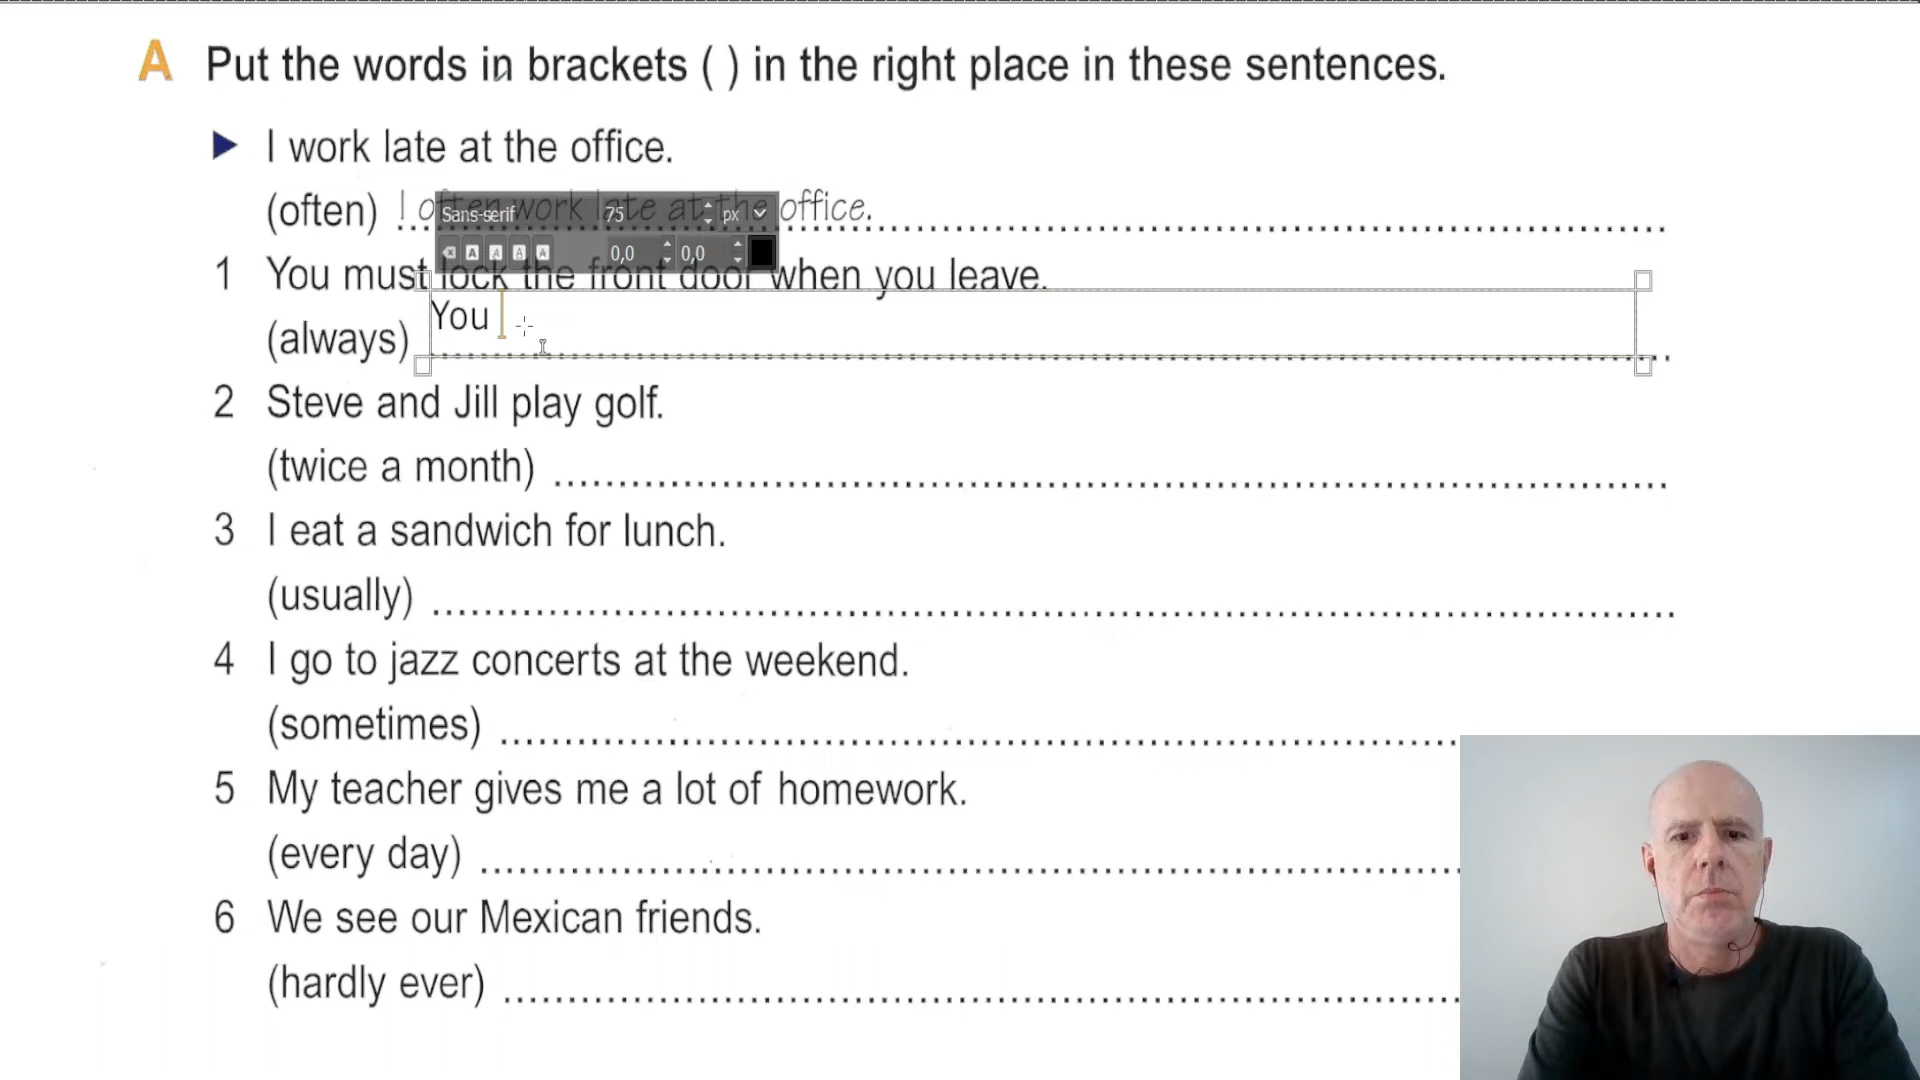 A Put the words in brackets ( ) in the right place in these sentences.
I work late at the office.
(often) I often work late at the office.
Sans-serif 75 px
0,0 0,0
1 You must lock the front door when you leave.
You
(always)
2 Steve and Jill play golf.
(twice a month)
3 I eat a sandwich for lunch.
(usually)
4 I go to jazz concerts at the weekend.
(sometimes)
5 My teacher gives me a lot of homework.
(every day)
6 We see our Mexican friends.
(hardly ever)